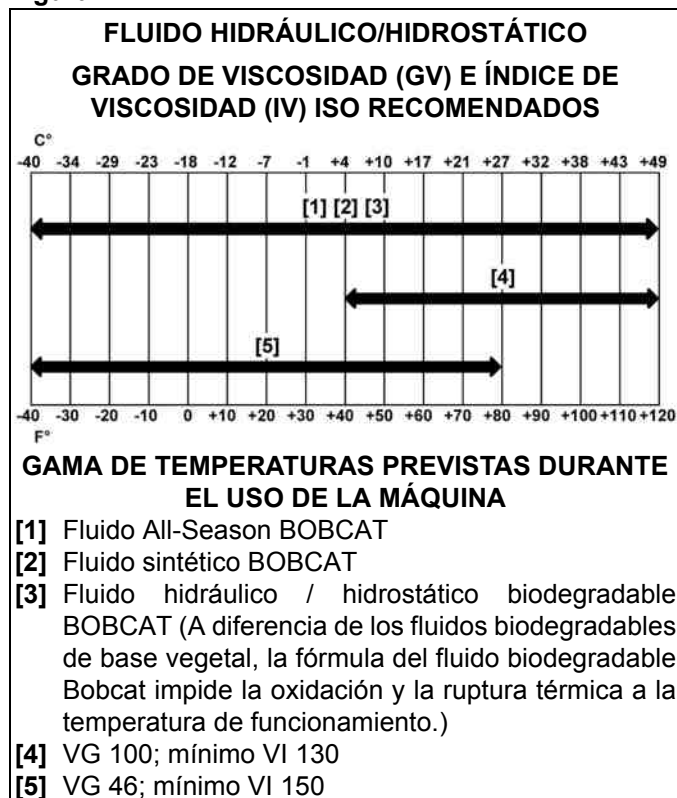 FLUIDO HIDRÁULICO/HIDROSTÁTICO
GRADO DE VISCOSIDAD (GV) E ÍNDICE DE
VISCOSIDAD (IV) ISO RECOMENDADOS
C°
-40 -34 -29 -23 -18 -12 -7 -1 +4 +10 +17 +21 +27 +32 +38 +43 +49
[1] [2] [3]
[4]
[5]
-40 -30 -20 -10 0 +10 +20 +30 +40 +50 +60 +70 +80 +90 +100 +110 +120
F°
GAMA DE TEMPERATURAS PREVISTAS DURANTE
EL USO DE LA MÁQUINA
[1] Fluido All-Season BOBCAT
[2] Fluido sintético BOBCAT
[3] Fluido hidráulico / hidrostático biodegradable
BOBCAT (A diferencia de los fluidos biodegradables
de base vegetal, la fórmula del fluido biodegradable
Bobcat impide la oxidación y la ruptura térmica a la
temperatura de funcionamiento.)
[4] VG 100; mínimo VI 130
[5] VG 46; mínimo VI 150